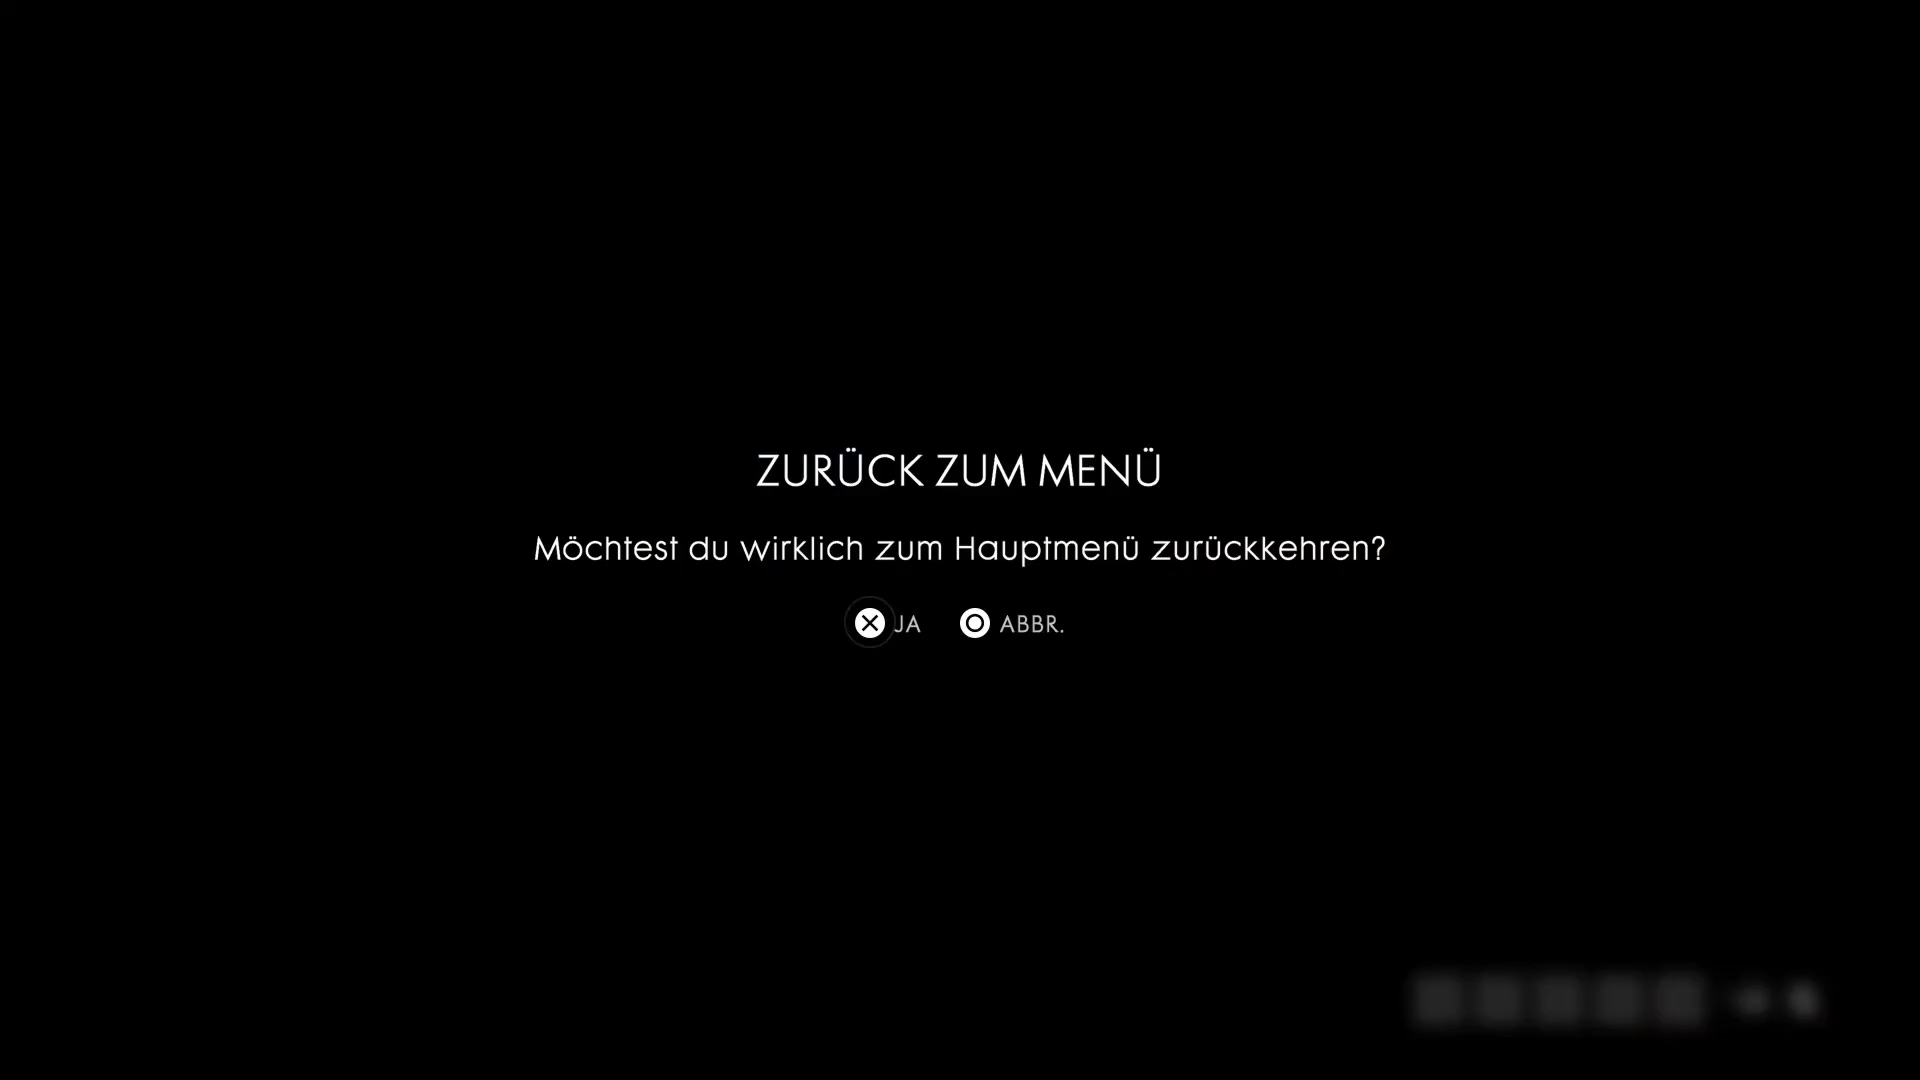 ZURÜCK ZUM MENÜ
Möchtest du wirklich zum Hauptmenü zurückkehren?
JA ABBR.